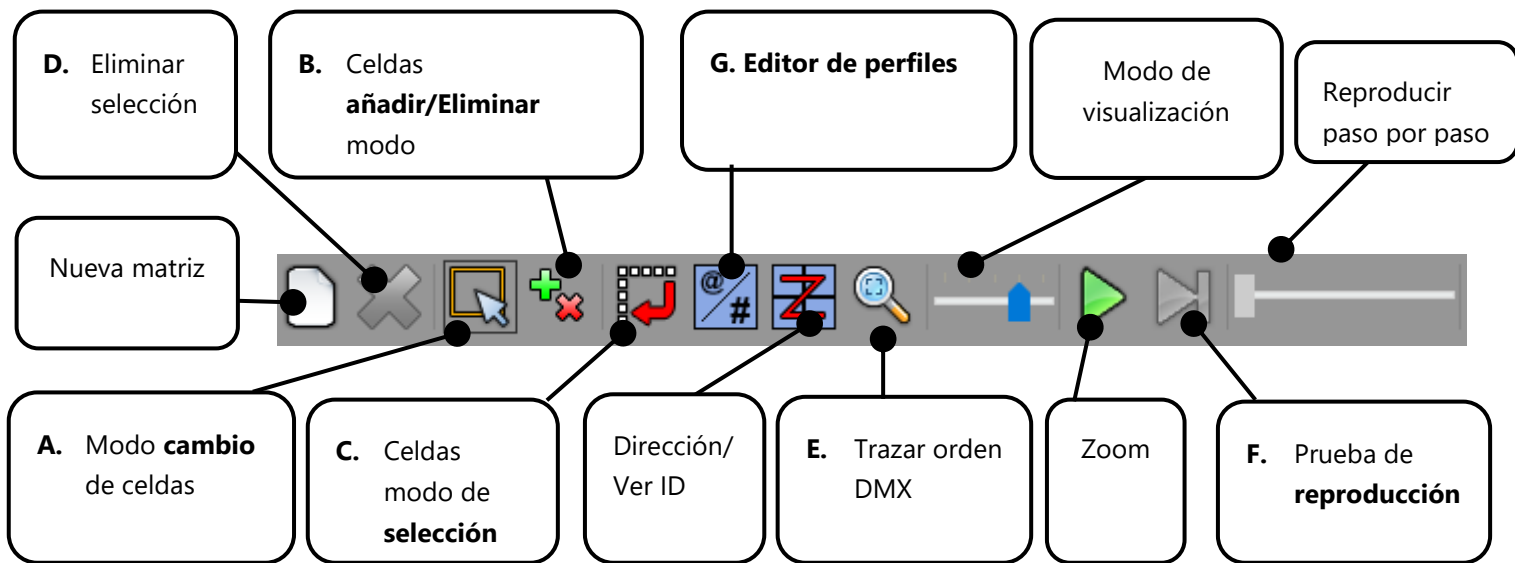 D. Eliminar
selección
B. Celdas
añadir/Eliminar
modo
G. Editor de perfiles
Modo de
visualización
Reproducir
paso por paso
Nueva matriz
@
#
A. Modo cambio
de celdas
C. Celdas
modo de
selección
Dirección/
Ver ID
E. Trazar orden
DMX
Zoom
F. Prueba de
reproducción